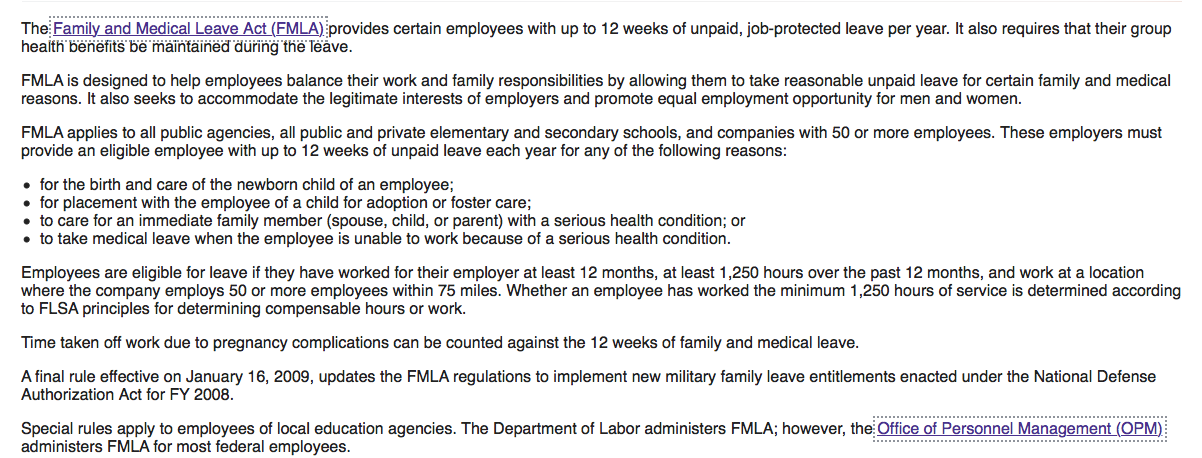 The Family and Medical Leave Act (FMLA) provides certain employees with up to 12 weeks of unpaid, job-protected leave per year. It also requires that their group
health benefits be maintained during the leave.
FMLA is designed to help employees balance their work and family responsibilities by allowing them to take reasonable unpaid leave for certain family and medical
reasons. It also seeks to accommodate the legitimate interests of employers and promote equal employment opportunity for men and women.
FMLA applies to all public agencies, all public and private elementary and secondary schools, and companies with 50 or more employees. These employers must
provide an eligible employee with up to 12 weeks of unpaid leave each year for any of the following reasons:
• for the birth and care of the newborn child of an employee;
• for placement with the employee of a child for adoption or foster care;
• to care for an immediate family member (spouse, child, or parent) with a serious health condition; or
• to take medical leave when the employee is unable to work because of a serious health condition.
Employees are eligible for leave if they have worked for their employer at least 12 months, at least 1,250 hours over the past 12 months, and work at a location
where the company employs 50 or more employees within 75 miles. Whether an employee has worked the minimum 1,250 hours of service is determined according
to FLSA principles for determining compensable hours or work.
Time taken off work due to pregnancy complications can be counted against the 12 weeks of family and medical leave.
A final rule effective on January 16, 2009, updates the FMLA regulations to implement new military family leave entitlements enacted under the National Defense
Authorization Act for FY 2008.
Special rules apply to employees of local education agencies. The Department of Labor administers FMLA; however, the Office of Personnel Management (OPM)
administers FMLA for most federal employees.